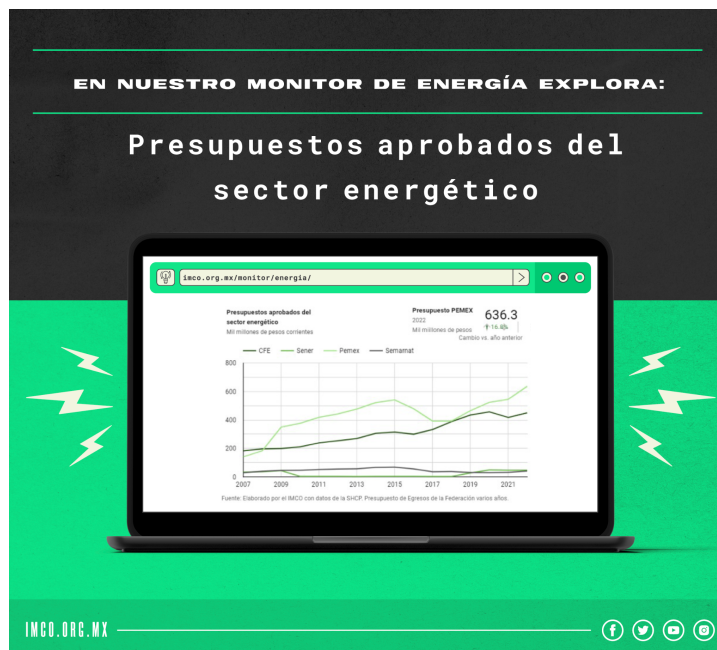 EN NUESTRO MONITOR DE ENERGÍA EXPLORA:
Presupuestos aprobados del
sector energético
imco.org.mx/monitor/energia/
Presupuestos aprobados del
sector energético
Mil millones de pesos corrientes
Presupuesto PEMEX
2022
Mil miliones de pesos
636.3
Cambio vs. año anterior
CFE Sener Pemex Semarnat
800
600
400
200
0
2007 2009 2011 2013 2015 2017 2019 2021
Fuente: Elaborado por el IMCO con datos de la SHCP. Presupuesto de Egresos de la Federación varios años.
IMCO.ORG.MX